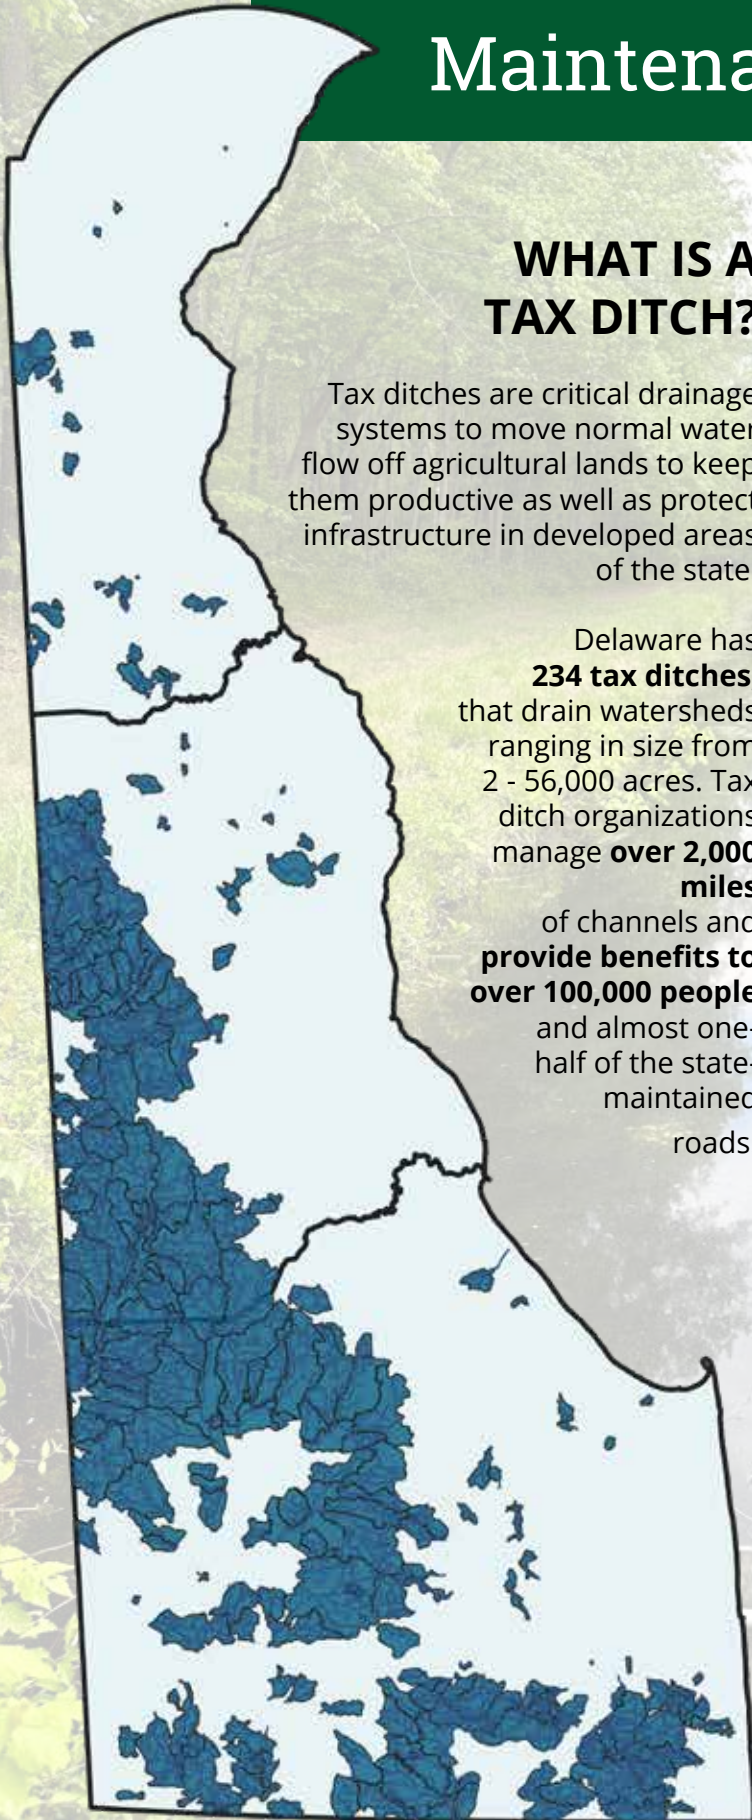 Maintena
WHAT IS A
TAX DITCH?
Tax ditches are critical drainage
systems to move normal water
flow off agricultural lands to keep
them productive as well as protect
infrastructure in developed areas
of the state
Delaware has
234 tax ditches
that drain watersheds
ranging in size from
2 - 56,000 acres. Tax
ditch organizations
manage over 2,000
miles
of channels and
provide benefits to
over 100,000 people
and almost one-
half of the state-
maintained
roads